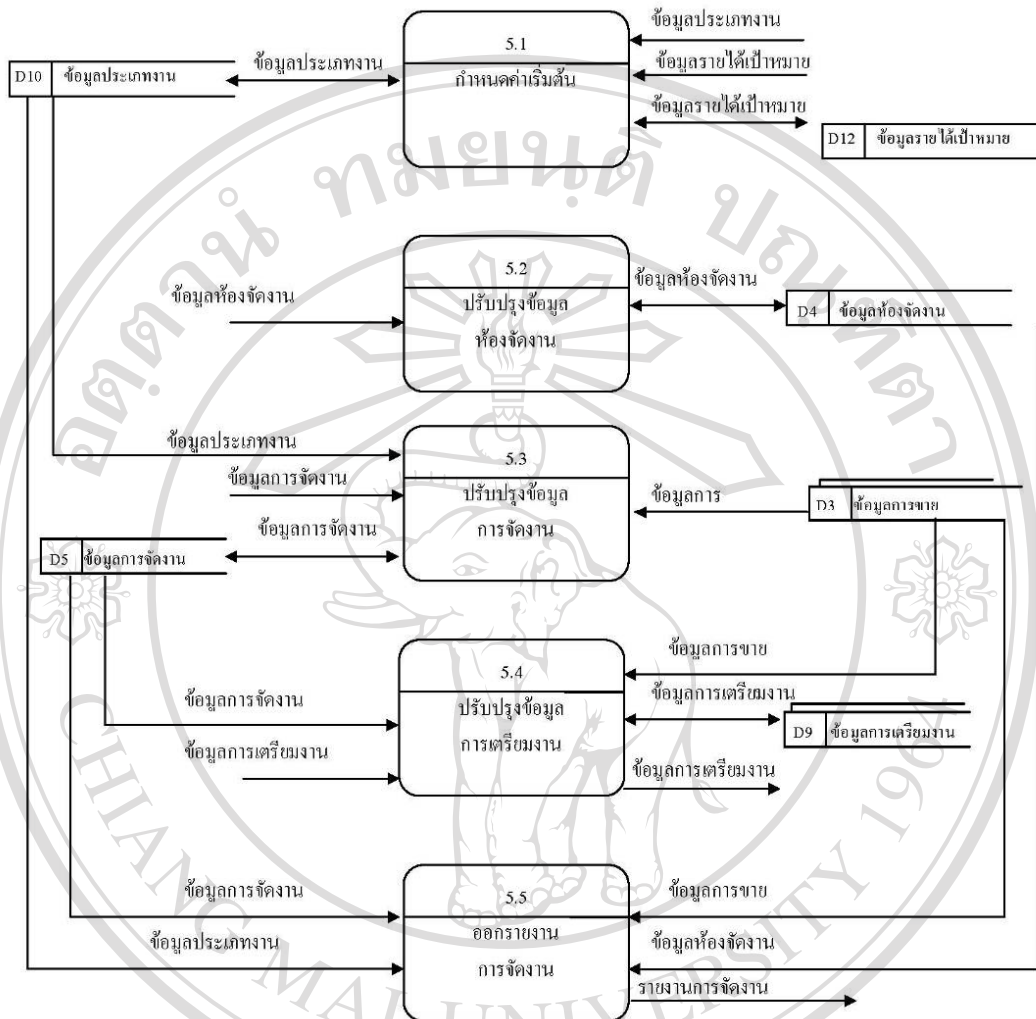 ข้อมูลประเภทงาน
5.1
ข้อมูลประเภทงาน
ข้อมูลรายได้เป้าหมาย
D10 ข้อมูลประเภทงาน
กำหนดค่าเริ่มต้น
ข้อมูลรายได้เป้าหมาย
D12 ข้อมูลรายได้เป้าหมาย
5.2
ข้อมูลห้องจัดงาน
ข้อมูลห้องจัดงาน
ปรับปรุงข้อมูล
D4 ข้อมูลห้องจัดงาน
ห้องจัดงาน
ข้อมูลประเภทงาน
5.3
ข้อมูลการจัดงาน
ปรับปรุงข้อมูล
ข้อมูลการ
D3 ข้อมูลการขาย
ข้อมูลการจัดงาน
การจัดงาน
D5 ข้อมูลการจัดงาน
ข้อมูลการขาย
5.4
ข้อมูลการจัดงาน
ข้อมูลการเตรียมงาน
ปรับปรุงข้อมูล
D9 ข้อมูลการเตรียมงาน
ข้อมูลการเตรียมงาน
การเตรียมงาน
ข้อมูลการเตรียมงาน
ข้อมูลการจัดงาน
5.5
ข้อมูลการขาย
ออกรายงาน
ข้อมูลประเภทงาน
ข้อมูลห้องจัดงาน
การจัดงาน
รายงานการจัดงาน
CHIANG MAI UNIVERSITY 1964